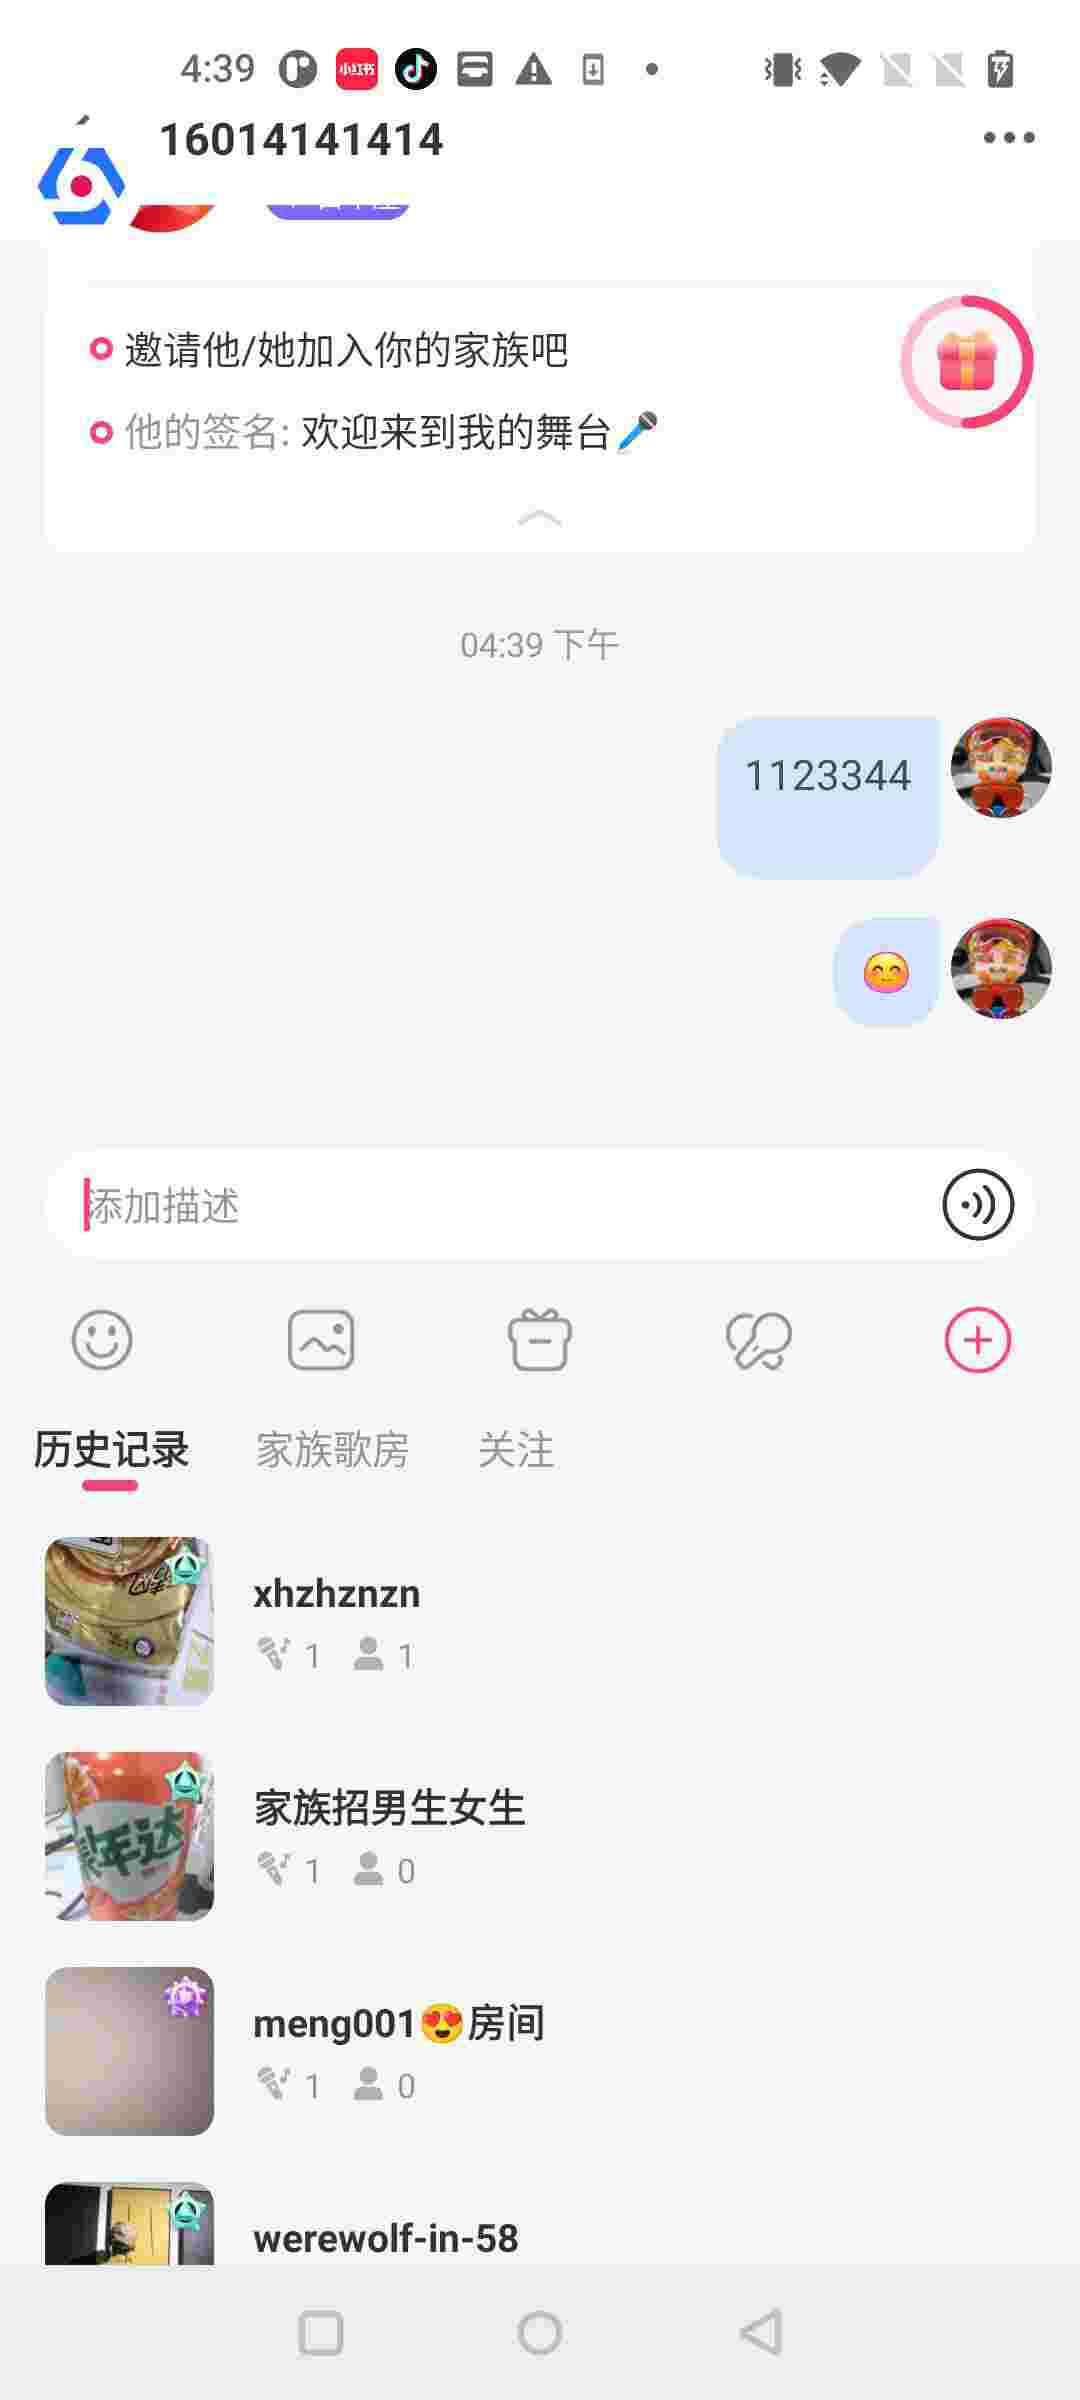 4:39
小红书
16014141414
邀请他/她加入你的家族吧
他的签名: 欢迎来到我的舞台🎤
04:39 下午
1123344
添加描述
历史记录 家族歌房 关注
xhzhznzn
1 1
家族招男生女生
1 0
meng001😍房间
1 0
werewolf-in-58